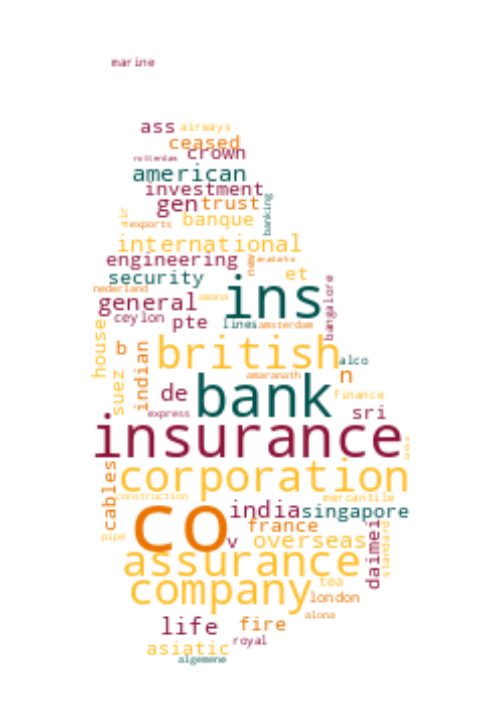 marine
ass airways
ceased
rotterdam crown
american
investment
gen trust
banque banking
air
exports
international
engineering
new
security et
nederland
general amana
ins
bangalore
ceylon pte lines amsterdam
house
b british alco
indian
suez
amaranath n
de bank finance
express sri
insurance
cables corporation
construction mercantile
co india singapore
france
pipe v overseas
daimei
standard
assurance
company tea
london
alona
life fire
royal
asiatic
algemene